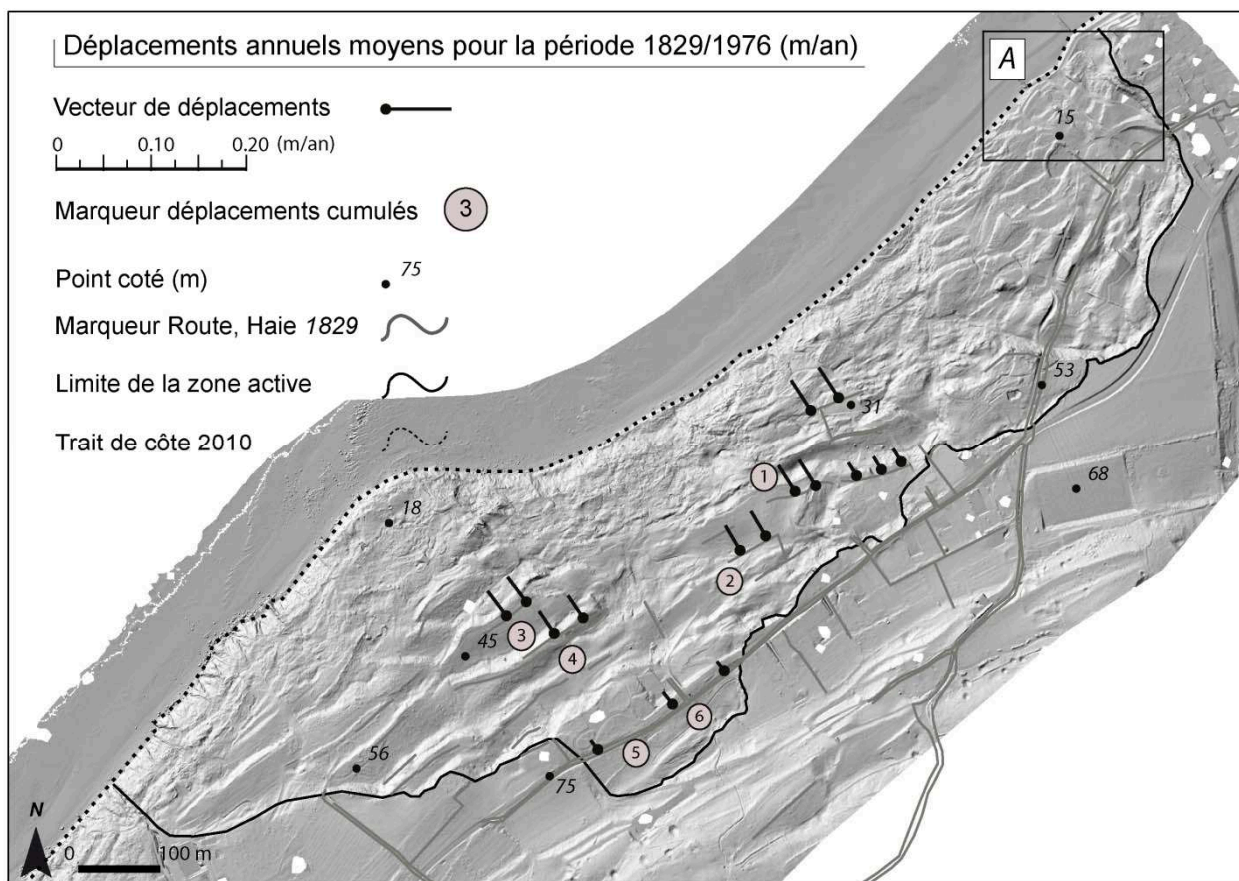 Déplacements annuels moyens pour la période 1829/1976 (m/an)
A
Vecteur de déplacements
0 0.10 0.20 (m/an)
15
Marqueur déplacements cumulés 3
Point coté (m) 75
Marqueur Route, Haie 1829
Limite de la zone active
53
31
Trait de côte 2010
1
68
18
2
3
45
4
6
5
56
75
N
0 100 m